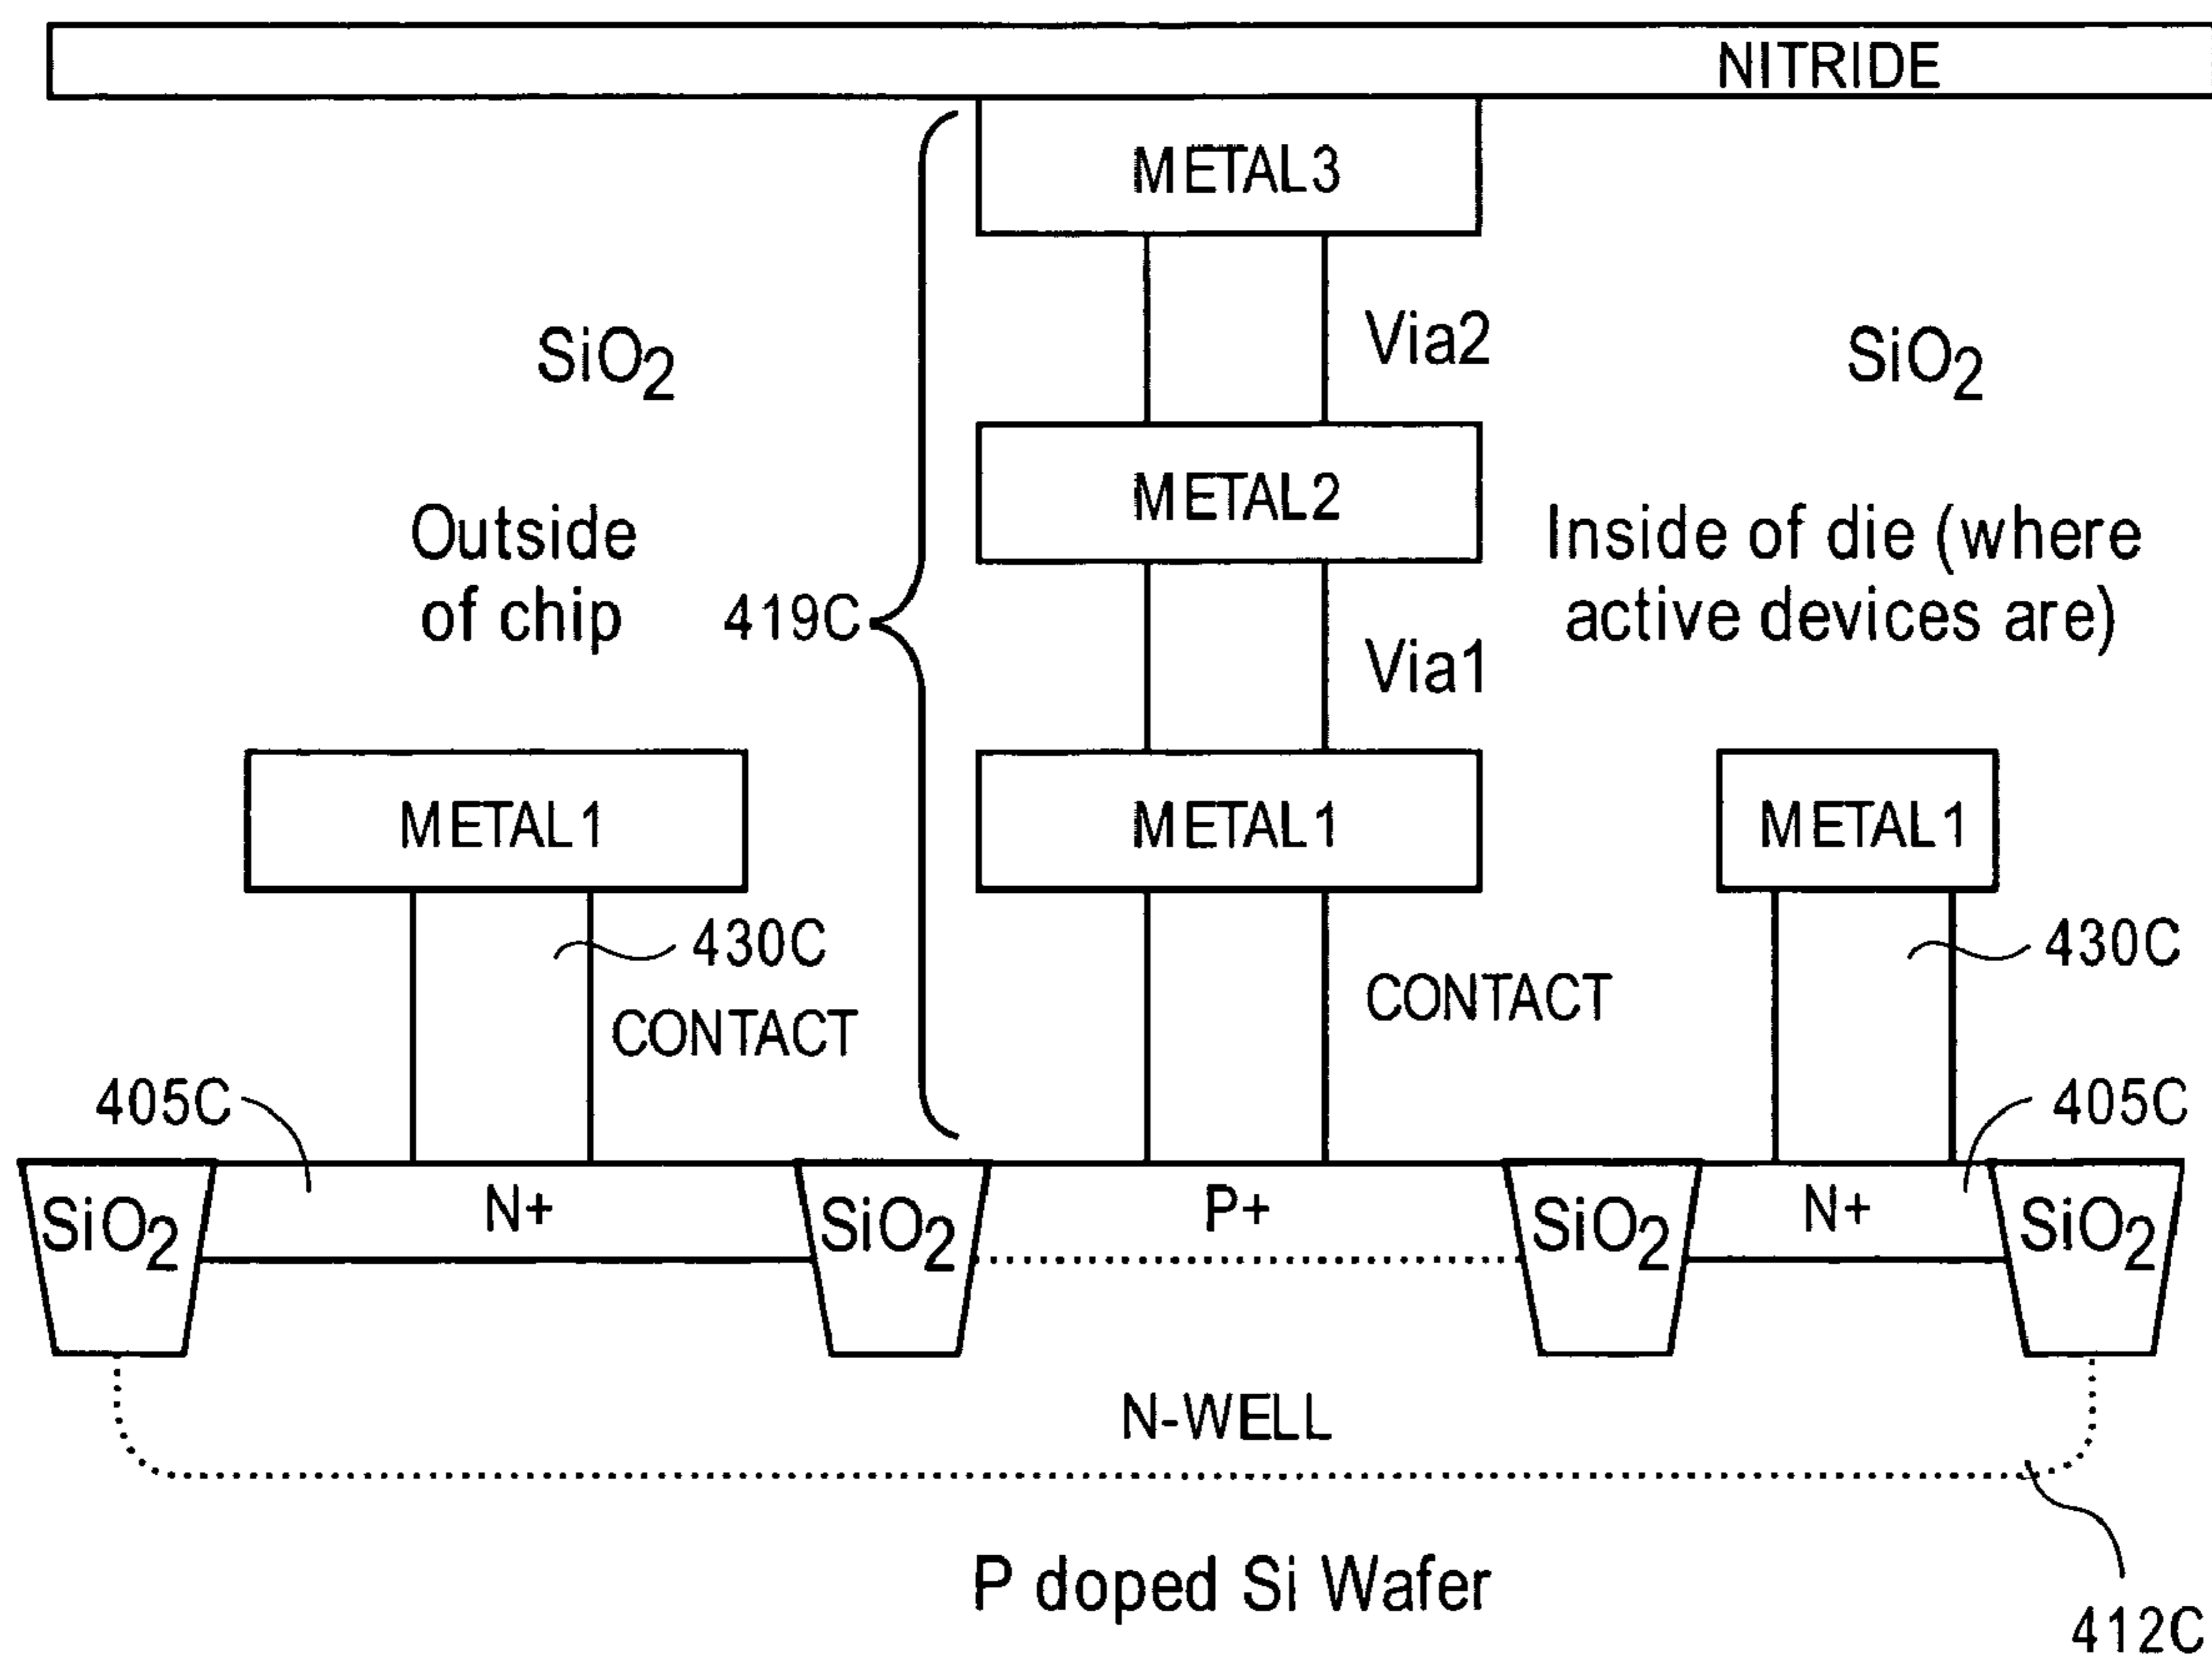 NITRIDE
METAL3
SiO2
Via2
SiO2
METAL2
Outside
of chip
419C
Inside of die (where
active devices are)
Via1
METAL1
METAL1
METAL1
430C
CONTACT
CONTACT
430C
405C
405C
SiO2
N+
SiO2
P+
SiO2
N+
SiO2
N-WELL
P doped Si Wafer
412C